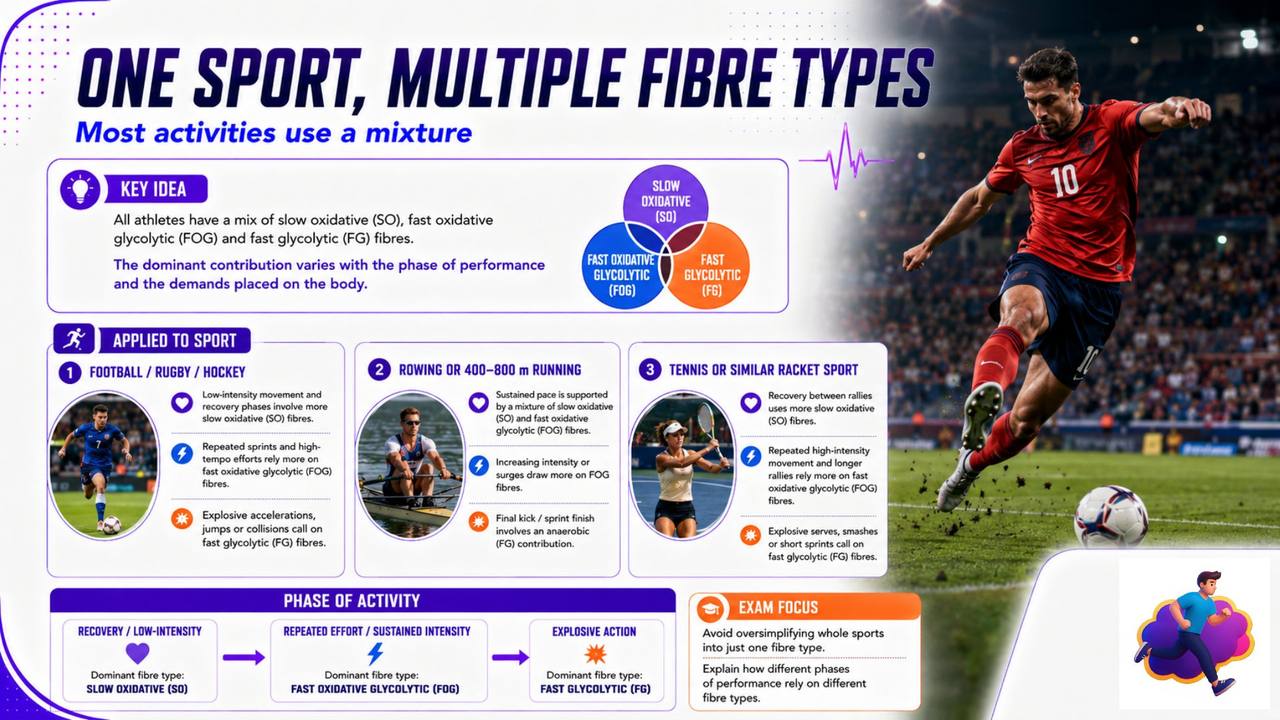 ONE SPORT, MULTIPLE FIBRE TYPES
Most activities use a mixture
KEY IDEA
All athletes have a mix of slow oxidative (SO), fast oxidative
glycolytic (FOG) and fast glycolytic (FG) fibres.
The dominant contribution varies with the phase of performance
and the demands placed on the body.
SLOW
OXIDATIVE
(SO)
FAST OXIDATIVE
GLYCOLYTIC
(FOG)
FAST
GLYCOLYTIC
(FG)
10
10
APPLIED TO SPORT
1 FOOTBALL / RUGBY / HOCKEY
7
Low-intensity movement and
recovery phases involve more
slow oxidative (SO) fibres.
Repeated sprints and high-
tempo efforts rely more on
fast oxidative glycolytic (FOG)
fibres.
Explosive accelerations,
jumps or collisions call on
fast glycolytic (FG) fibres.
2 ROWING OR 400–800 m RUNNING
Sustained pace is supported
by a mixture of slow oxidative
(SO) and fast oxidative
glycolytic (FOG) fibres.
Increasing intensity or
surges draw more on FOG
fibres.
Final kick / sprint finish
involves an anaerobic
(FG) contribution.
3 TENNIS OR SIMILAR RACKET SPORT
Recovery between rallies
uses more slow oxidative
(SO) fibres.
Repeated high-intensity
movement and longer
rallies rely more on fast
oxidative glycolytic (FOG)
fibres.
Explosive serves, smashes
or short sprints call on
fast glycolytic (FG) fibres.
PHASE OF ACTIVITY
RECOVERY / LOW-INTENSITY
Dominant fibre type:
SLOW OXIDATIVE (SO)
REPEATED EFFORT / SUSTAINED INTENSITY
Dominant fibre type:
FAST OXIDATIVE GLYCOLYTIC (FOG)
EXPLOSIVE ACTION
Dominant fibre type:
FAST GLYCOLYTIC (FG)
EXAM FOCUS
Avoid oversimplifying whole sports
into just one fibre type.
Explain how different phases
of performance rely on different
fibre types.